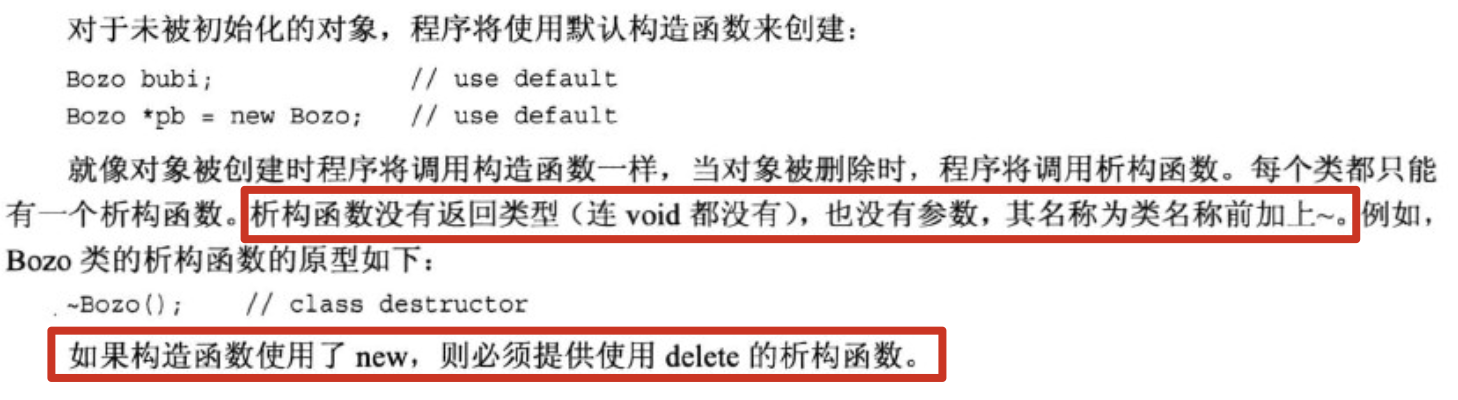 对于未被初始化的对象，程序将使用默认构造函数来创建：
Bozo bubi; // use default
Bozo *pb = new Bozo; // use default
就像对象被创建时程序将调用构造函数一样，当对象被删除时，程序将调用析构函数。每个类都只能
有一个析构函数。析构函数没有返回类型（连 void 都没有），也没有参数，其名称为类名称前加上~。例如，
Bozo 类的析构函数的原型如下：
~Bozo(); // class destructor
如果构造函数使用了 new，则必须提供使用 delete 的析构函数。